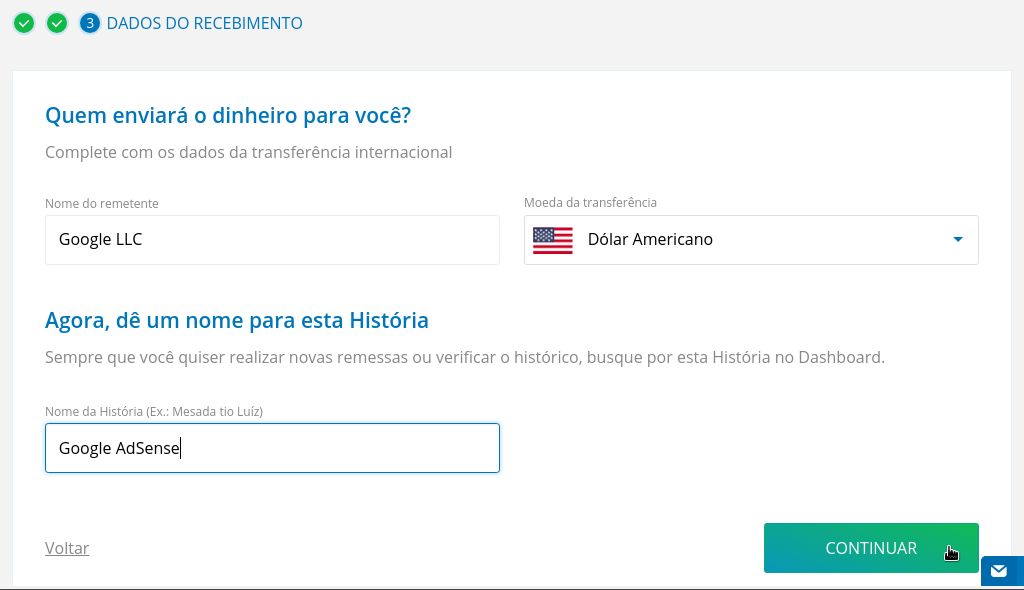 3 DADOS DO RECEBIMENTO
Quem enviará o dinheiro para você?
Complete com os dados da transferência internacional
Nome do remetente
Moeda da transferência
Google LLC
Dólar Americano
Agora, dê um nome para esta História
Sempre que você quiser realizar novas remessas ou verificar o histórico, busque por esta História no Dashboard.
Nome da História (Ex.: Mesada tio Luíz)
Google AdSense
Voltar
CONTINUAR